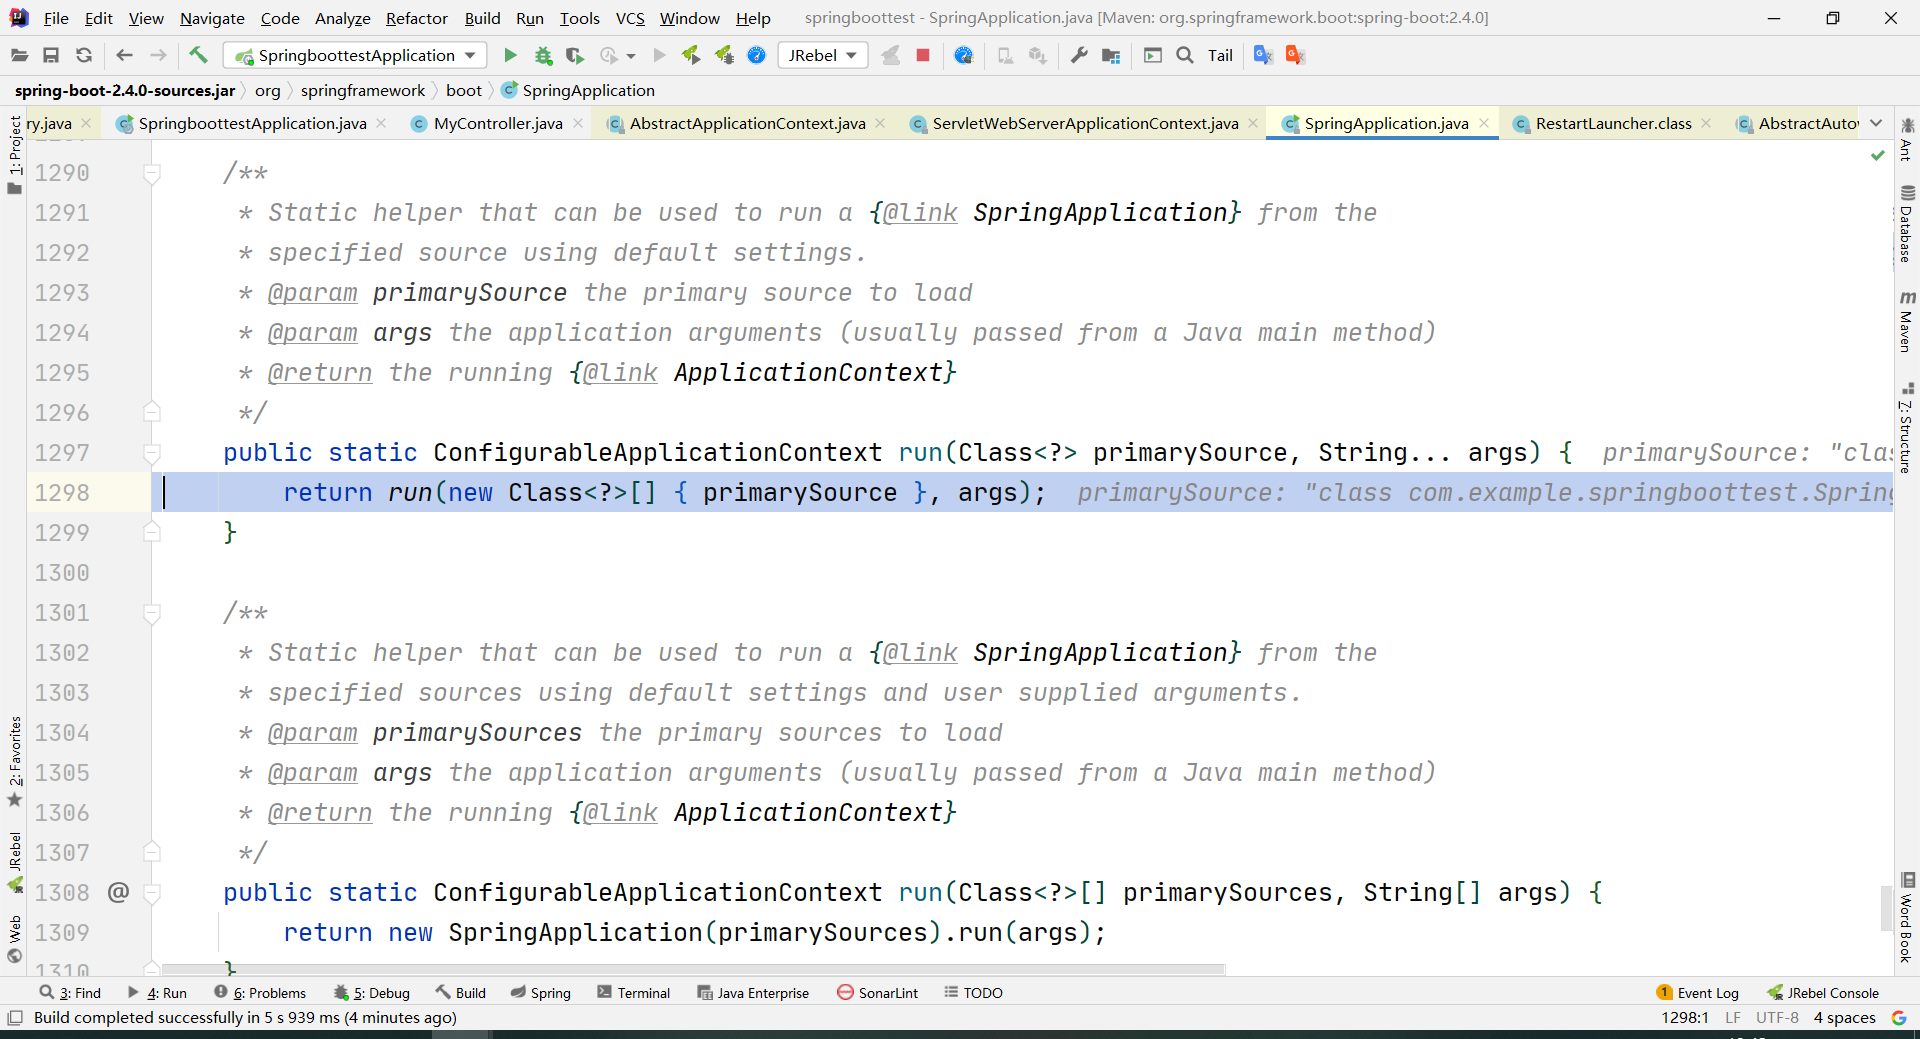 File Edit View Navigate Code Analyze Refactor Build Run Tools VCS Window Help springboottest - SpringApplication.java [Maven: org.springframework.boot:spring-boot:2.4.0]
SpringboottestApplication JRebel Tail
spring-boot-2.4.0-sources.jar org springframework boot SpringApplication
ry.java SpringboottestApplication.java MyController.java AbstractApplicationContext.java ServletWebServerApplicationContext.java SpringApplication.java RestartLauncher.class AbstractAuto
1: Project
2: Favorites
JRebel
Web
1290 /**
1291 * Static helper that can be used to run a {@link SpringApplication} from the
1292 * specified source using default settings.
1293 * @param primarySource the primary source to load
1294 * @param args the application arguments (usually passed from a Java main method)
1295 * @return the running {@link ApplicationContext}
1296 */
1297 public static ConfigurableApplicationContext run(Class<?> primarySource, String... args) { primarySource: "clas
1298 return run(new Class<?>[] { primarySource }, args); primarySource: "class com.example.springboottest.Spring
1299 }
1300
1301 /**
1302 * Static helper that can be used to run a {@link SpringApplication} from the
1303 * specified sources using default settings and user supplied arguments.
1304 * @param primarySources the primary sources to load
1305 * @param args the application arguments (usually passed from a Java main method)
1306 * @return the running {@link ApplicationContext}
1307 */
1308 @ public static ConfigurableApplicationContext run(Class<?>[] primarySources, String[] args) {
1309 return new SpringApplication(primarySources).run(args);
1310 }
Ant
Database
Maven
7: Structure
Word Book
3: Find 4: Run 6: Problems 5: Debug Build Spring Terminal Java Enterprise SonarLint TODO 1 Event Log JRebel Console
Build completed successfully in 5 s 939 ms (4 minutes ago) 1298:1 LF UTF-8 4 spaces